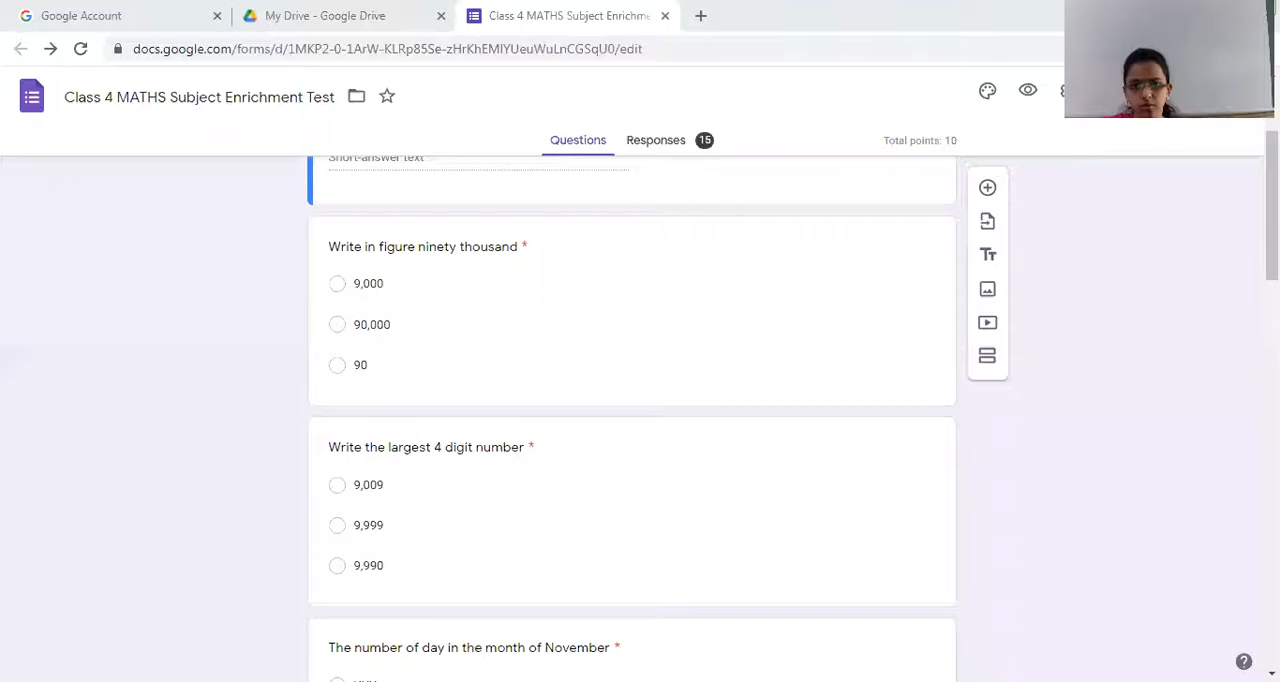 Google Account
My Drive - Google Drive
Class 4 MATHS Subject Enrichme
docs.google.com/forms/d/1MKP2-0-1ArW-KLRp85Se-zHrKhEMIYUeuWuLnCGSqU0/edit
Class 4 MATHS Subject Enrichment Test
Questions
Responses 15
Total points: 10
Short-answer text
Write in figure ninety thousand *
9,000
90,000
90
Tт
Write the largest 4 digit number *
9,009
9,999
9,990
The number of day in the month of November *